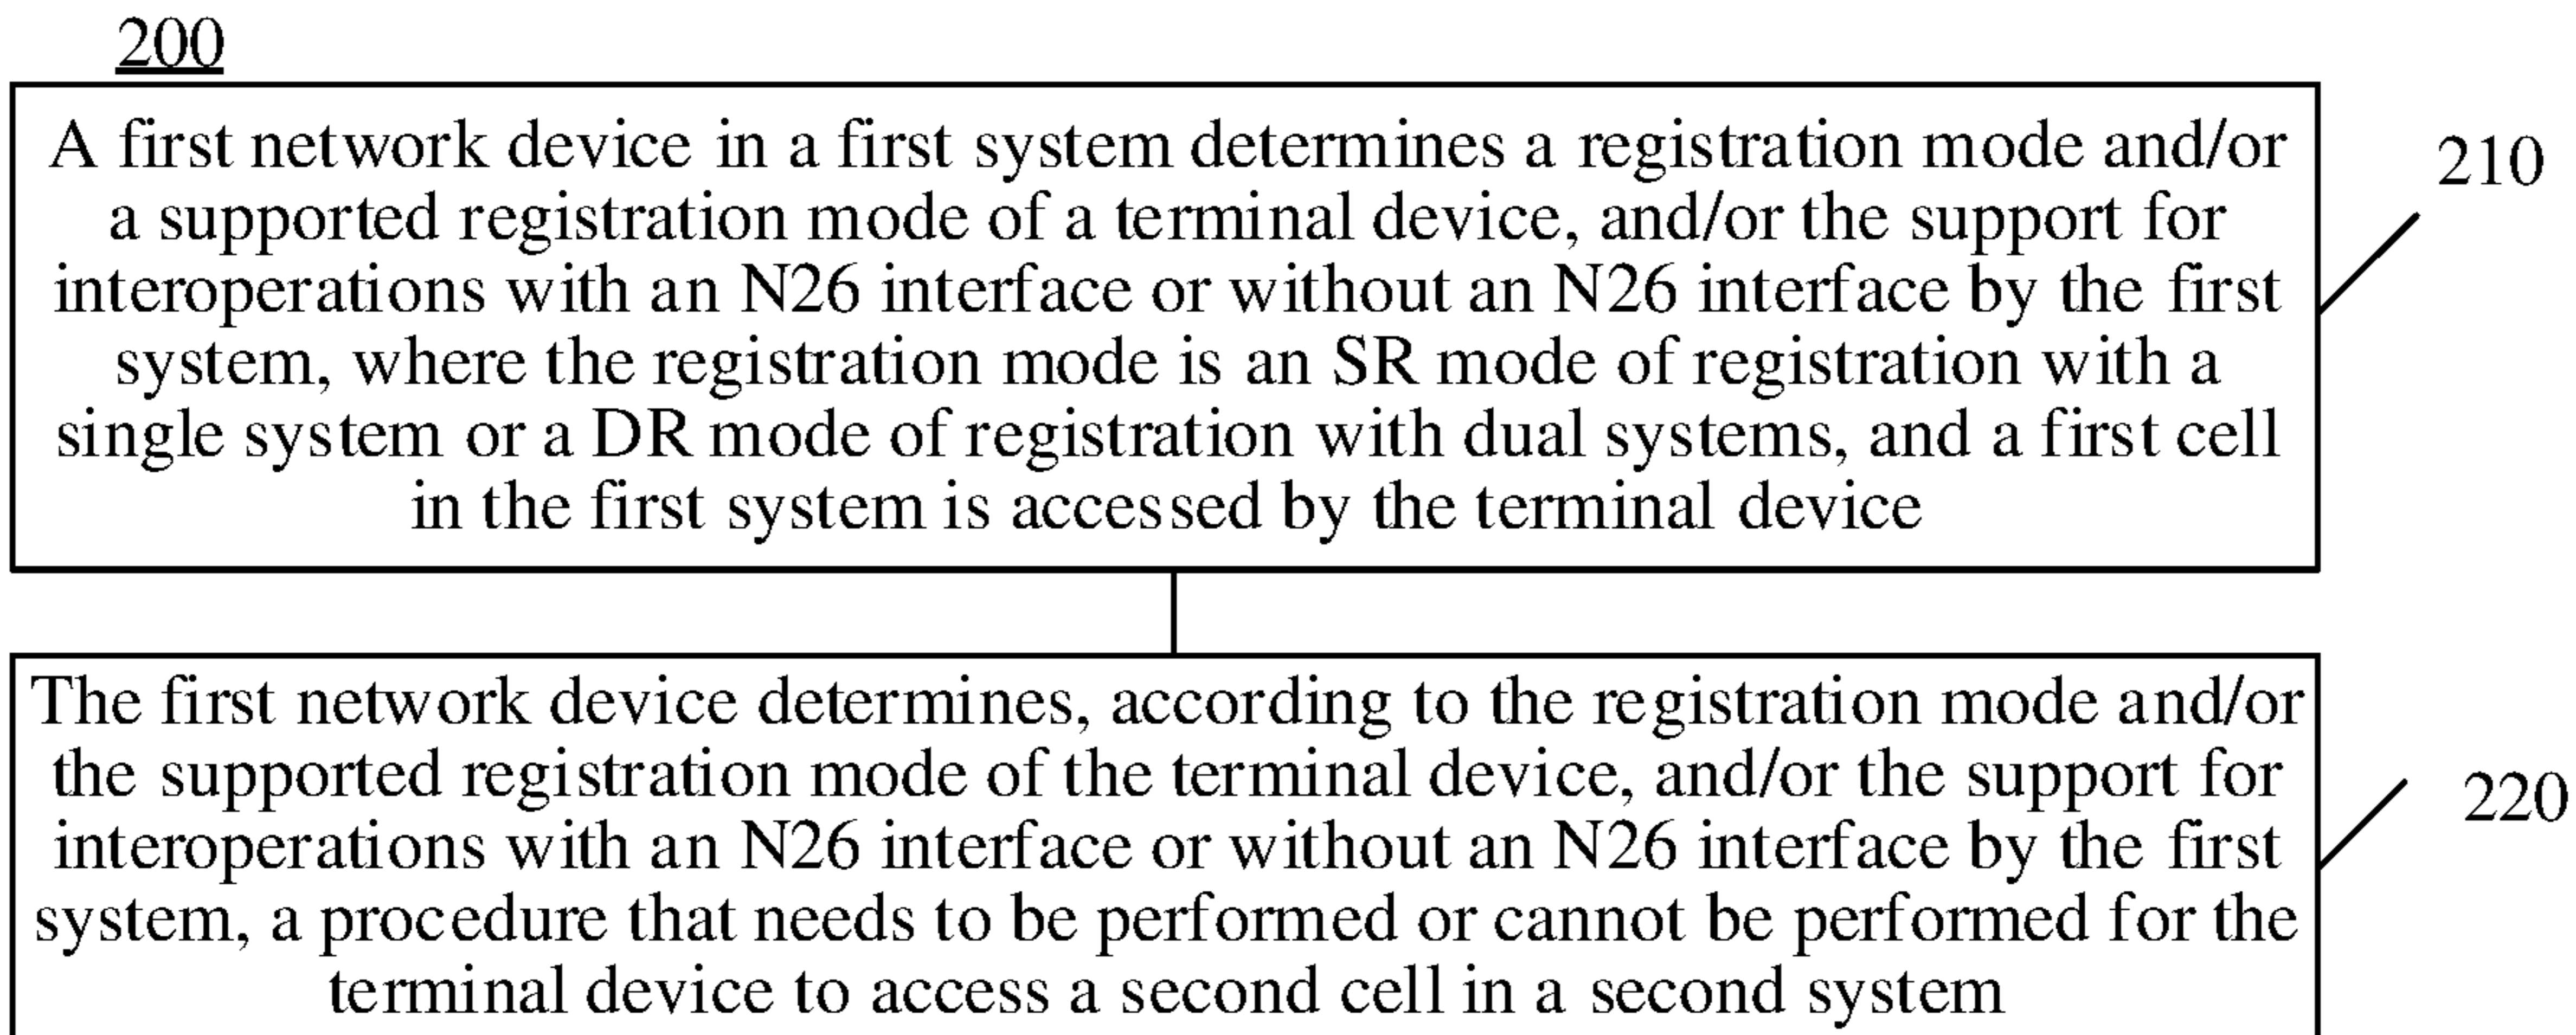 200
A first network device in a first system determines a registration mode and/or
a supported registration mode of a terminal device, and/or the support for
interoperations with an N26 interface or without an N26 interface by the first
system, where the registration mode is an SR mode of registration with a
single system or a DR mode of registration with dual systems, and a first cell
in the first system is accessed by the terminal device
210
The first network device determines, according to the registration mode and/or
the supported registration mode of the terminal device, and/or the support for
interoperations with an N26 interface or without an N26 interface by the first
system, a procedure that needs to be performed or cannot be performed for the
terminal device to access a second cell in a second system
220